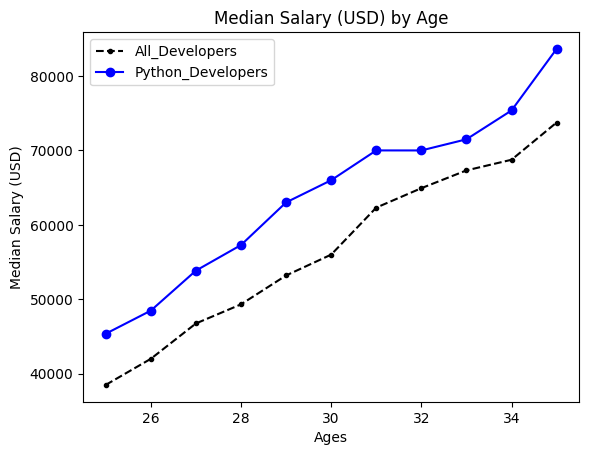 Median Salary (USD) by Age
All_Developers
Python_Developers
80000
70000
60000
50000
40000
Median Salary (USD)
26 28 30 32 34
Ages